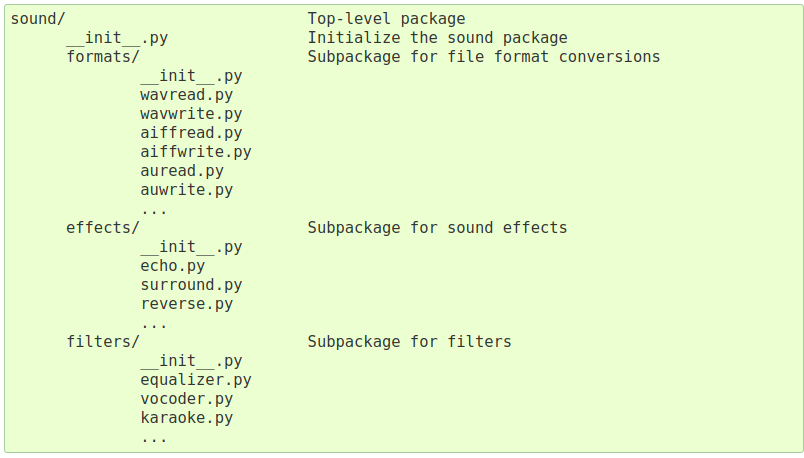 sound/                          Top-level package
      __init__.py               Initialize the sound package
      formats/                  Subpackage for file format conversions
              __init__.py
              wavread.py
              wavwrite.py
              aiffread.py
              aiffwrite.py
              auread.py
              auwrite.py
              ...
      effects/                  Subpackage for sound effects
              __init__.py
              echo.py
              surround.py
              reverse.py
              ...
      filters/                  Subpackage for filters
              __init__.py
              equalizer.py
              vocoder.py
              karaoke.py
              ...